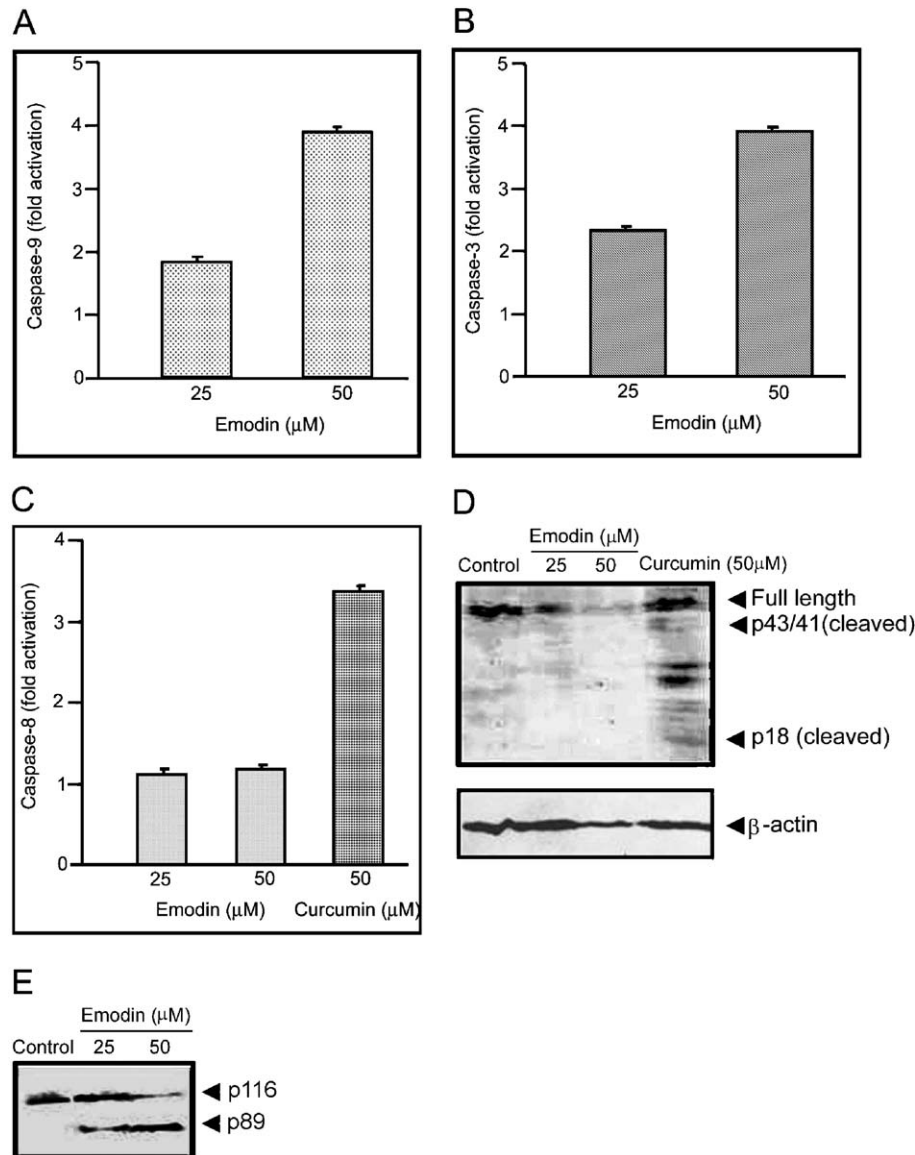 A
Caspase-9 (fold activation)
5
4
3
2
1
0
25 50
Emodin (μM)
B
Caspase-3 (fold activation)
5
4
3
2
1
0
25 50
Emodin (μM)
C
Caspase-8 (fold activation)
4
3
2
1
0
25 50 50
Emodin (μM) Curcumin (μM)
D
Emodin (μM)
Control 25 50 Curcumin (50μM)
Full length
p43/41(cleaved)
p18 (cleaved)
β-actin
E
Emodin (μM)
Control 25 50
p116
p89